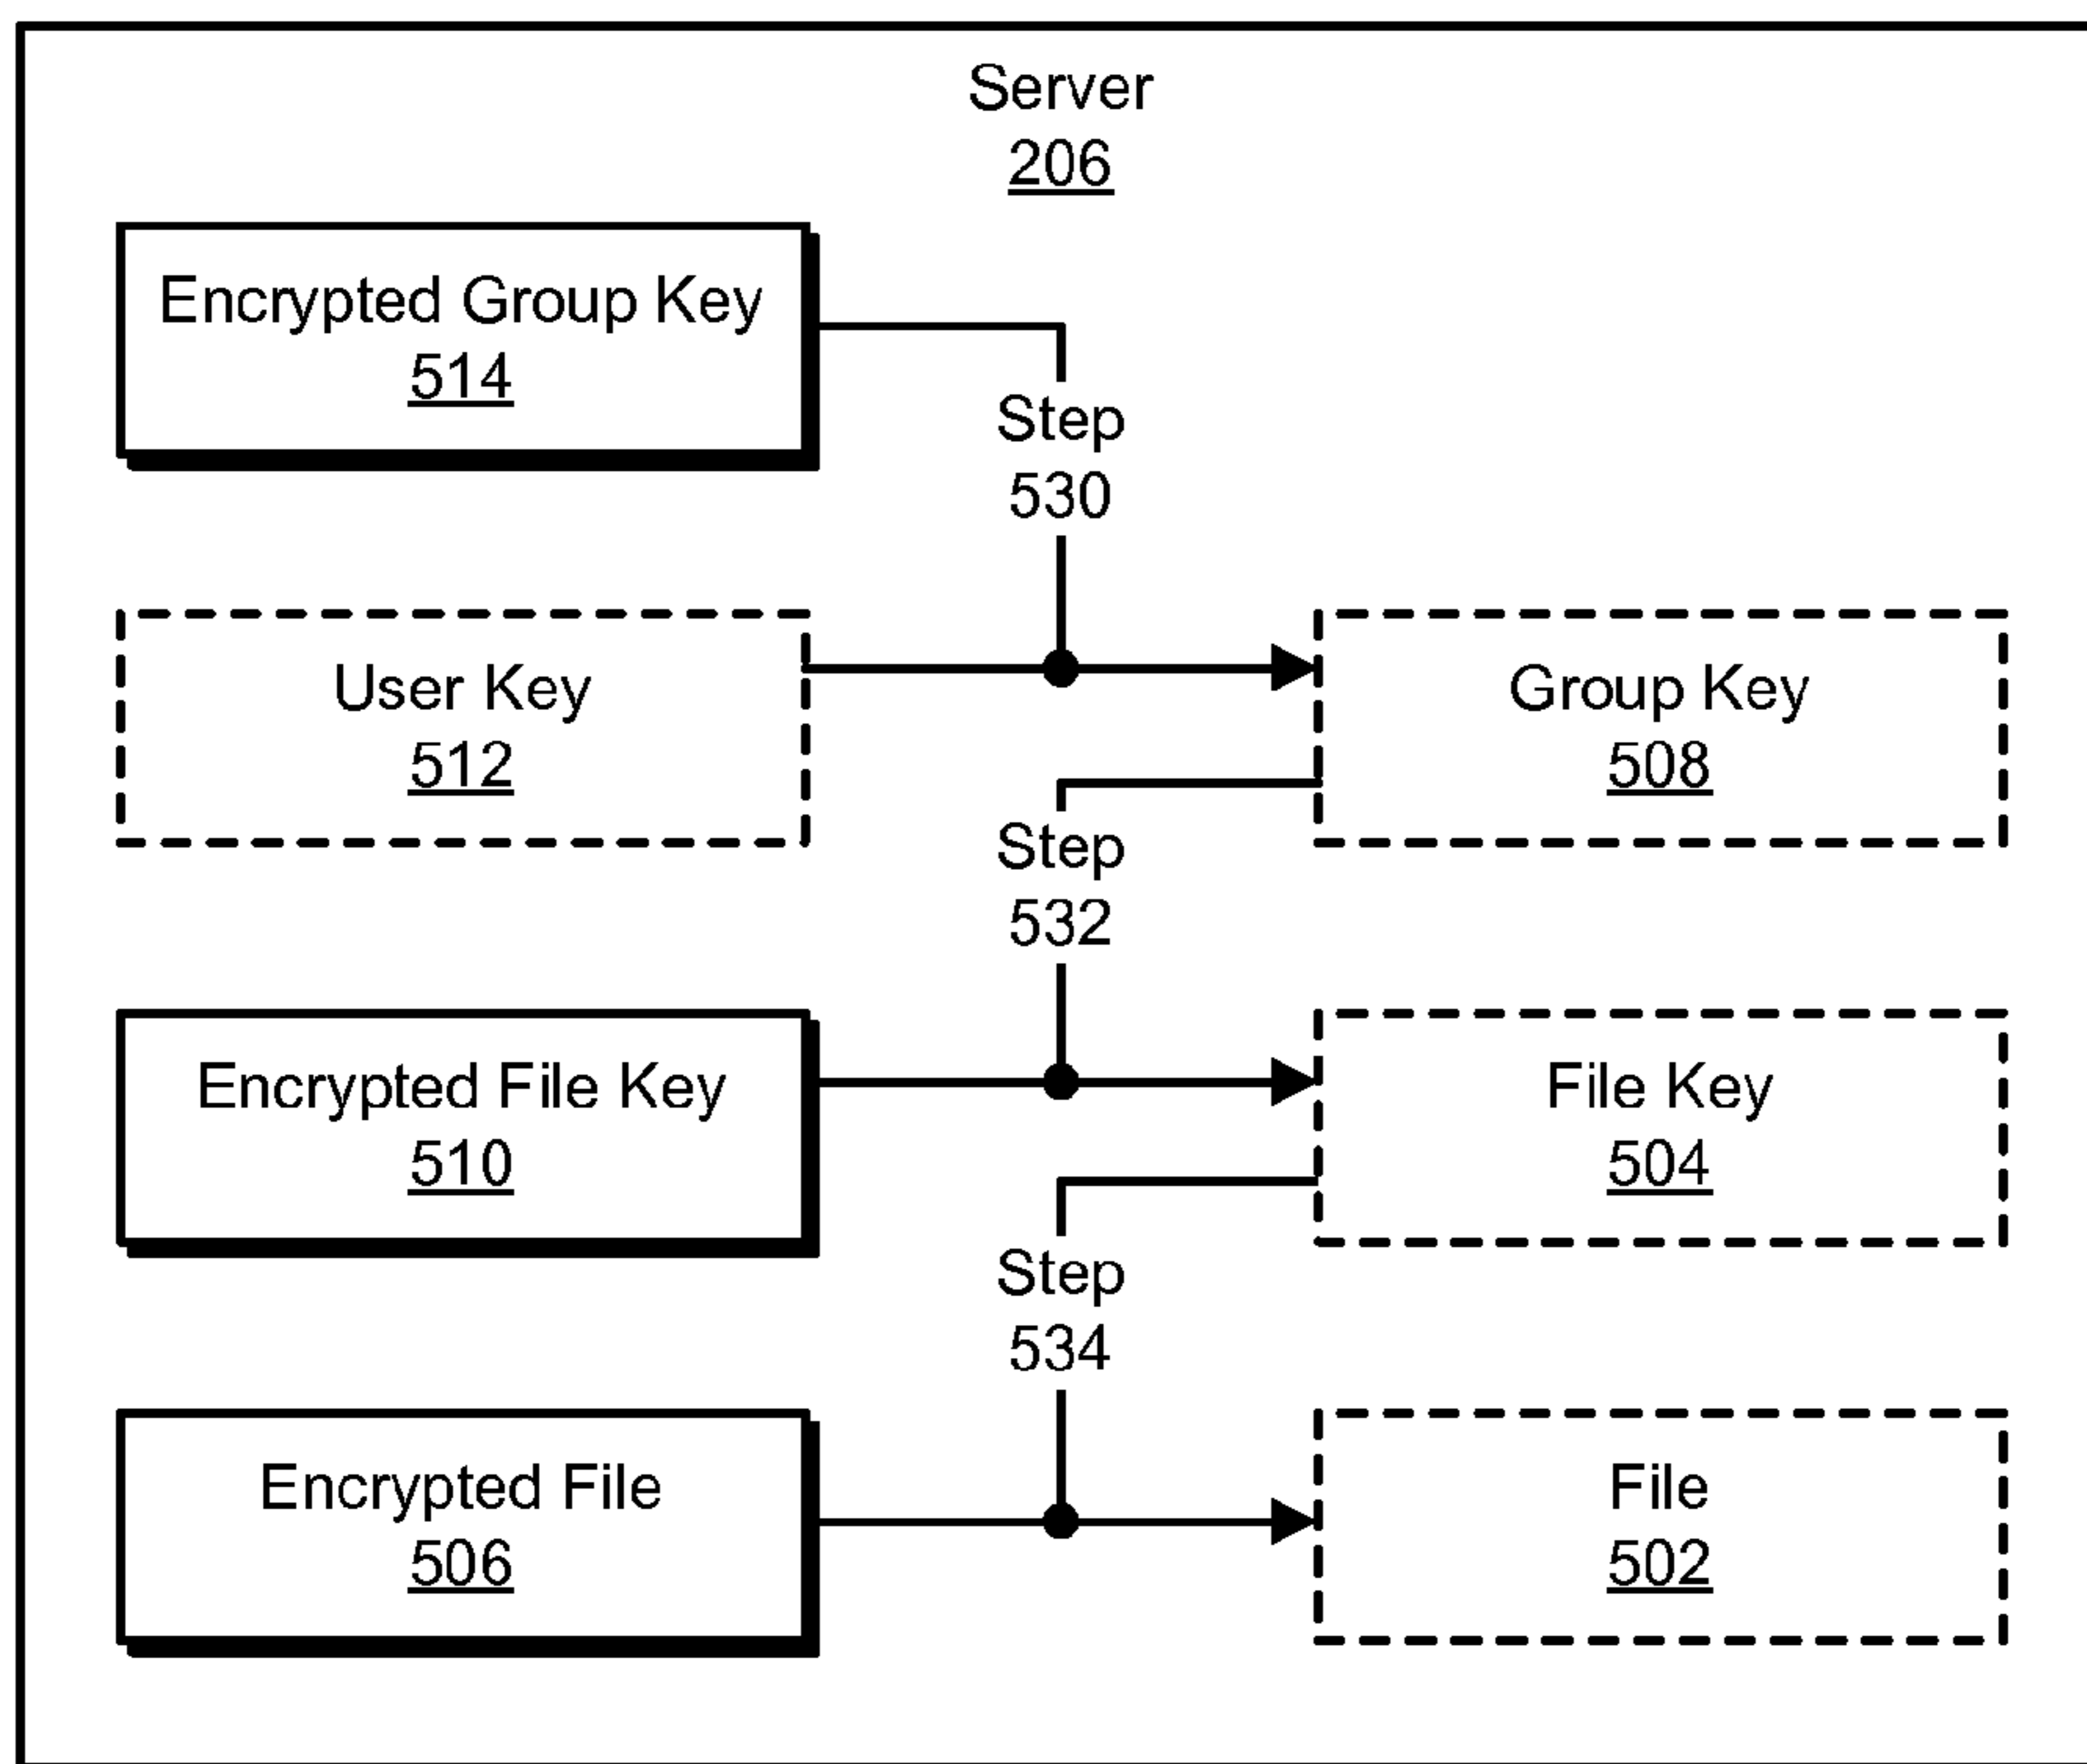 Server
206
Encrypted Group Key
514
Step
530
User Key
512
Group Key
508
Step
532
Encrypted File Key
510
File Key
504
Step
534
Encrypted File
506
File
502